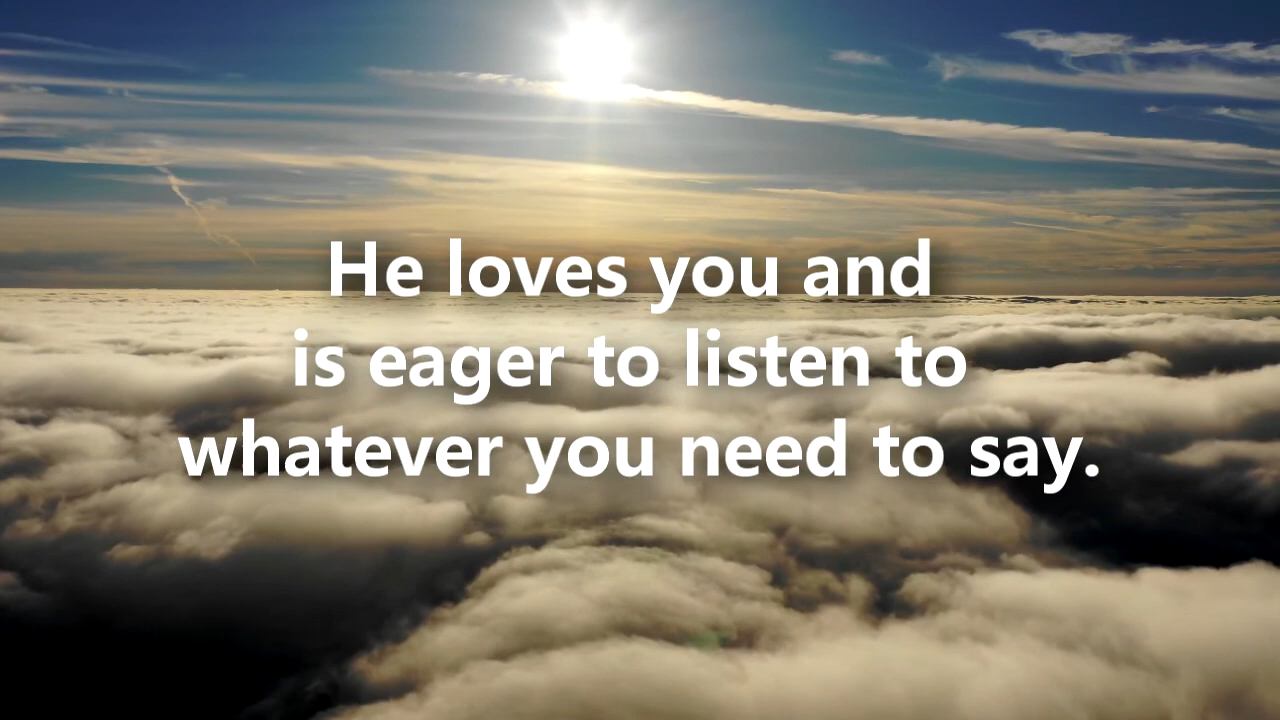 He loves you and
is eager to listen to
whatever you need to say.